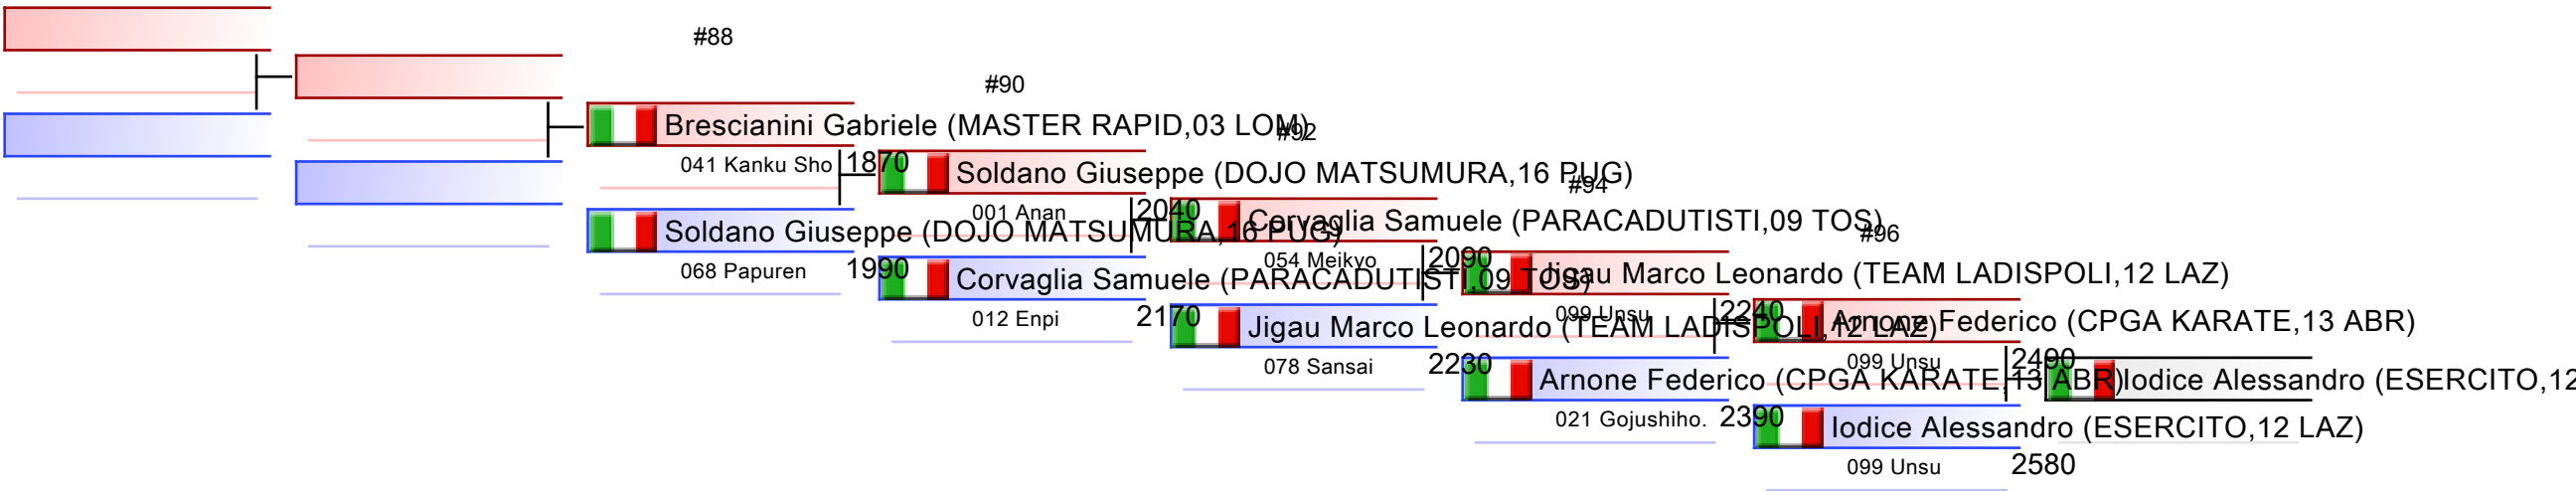 #88
Brescianini Gabriele (MASTER RAPID,03 LOM)
041 Kanku Sho 1870
Soldano Giuseppe (DOJO MATSUMURA,16 PUG)
068 Papuren 1990
#90
Soldano Giuseppe (DOJO MATSUMURA,16 PUG)
001 Anan 2040
Corvaglia Samuele (PARACADUTISTI,09 TOS)
012 Enpi 2170
#92
Corvaglia Samuele (PARACADUTISTI,09 TOS)
054 Meikyo 2090
Jigau Marco Leonardo (TEAM LADISPOLI,12 LAZ)
078 Sansai 2230
#94
Jigau Marco Leonardo (TEAM LADISPOLI,12 LAZ)
099 Unsu 2240
Arnone Federico (CPGA KARATE,13 ABR)
021 Gojushiho. 2390
#96
Arnone Federico (CPGA KARATE,13 ABR)
099 Unsu 2490
Iodice Alessandro (ESERCITO,12 LAZ)
099 Unsu 2580
Iodice Alessandro (ESERCITO,12